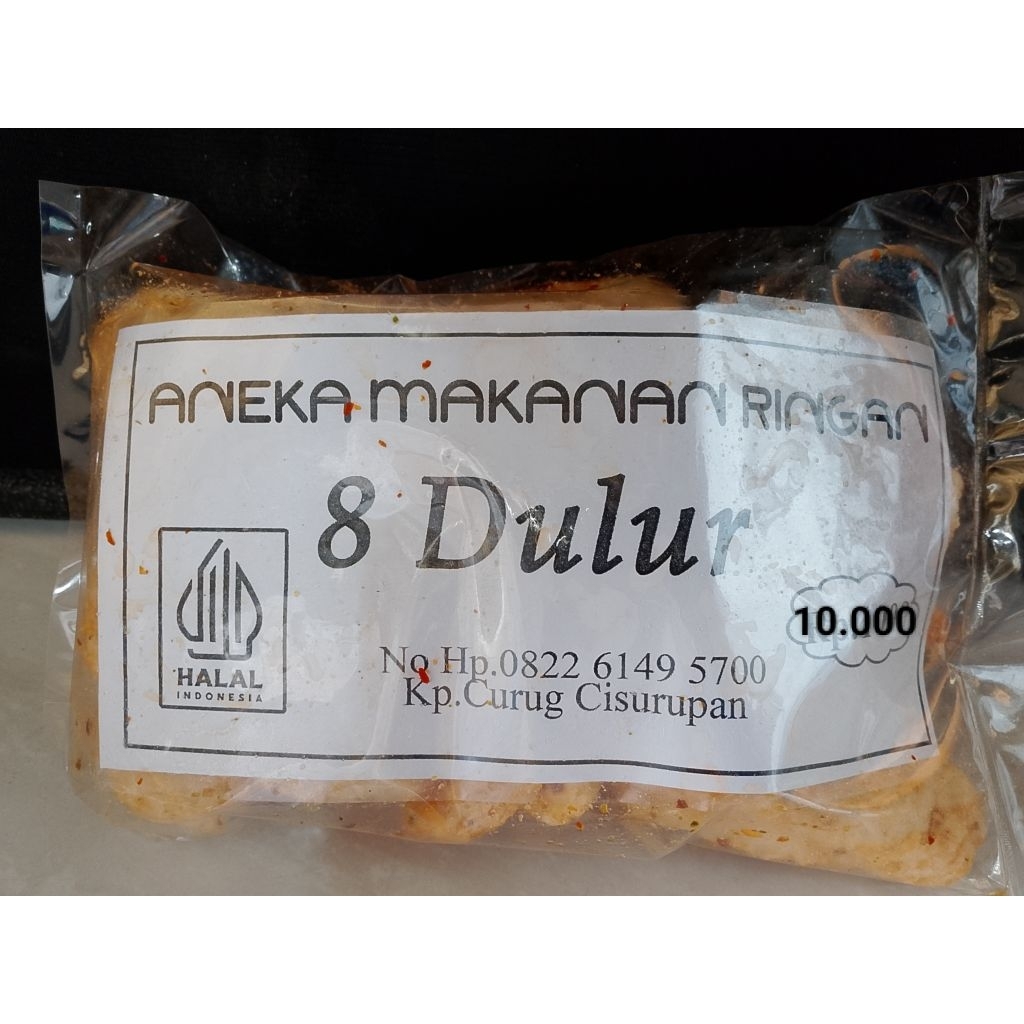 ANEKA MAKANAN RINGAN
8 Dulur
10.000
HALAL
INDONESIA
No Hp.0822 6149 5700
Kp.Curug Cisurupan